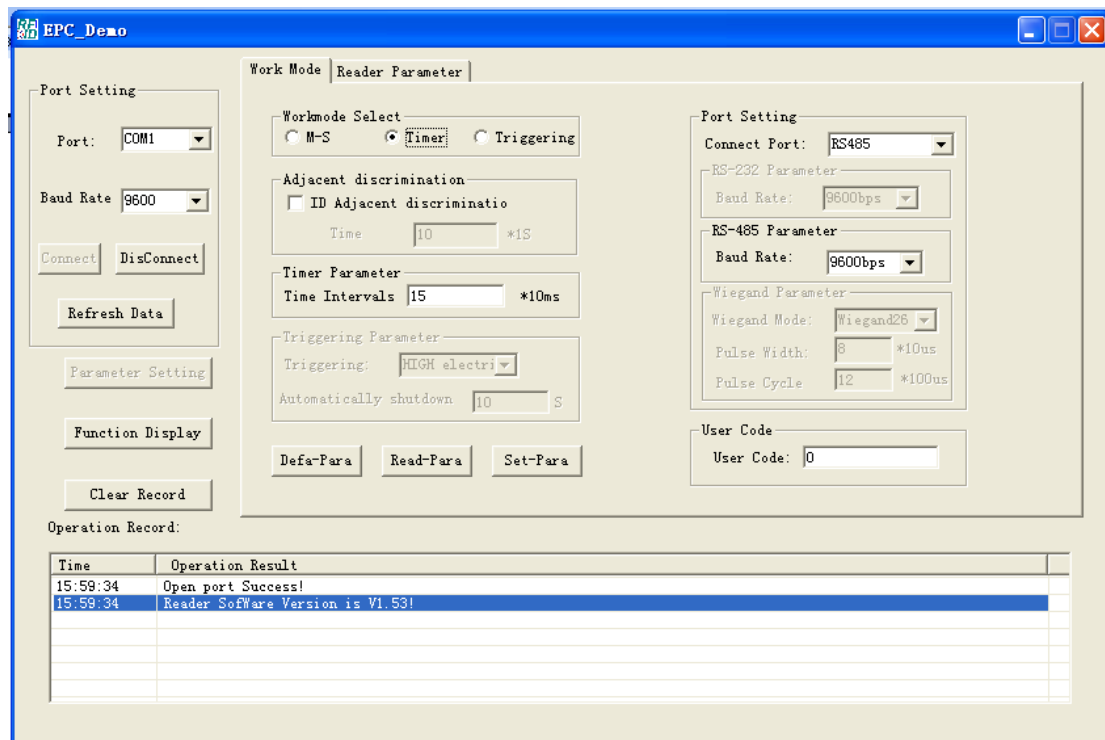 EPC_Demo
Port Setting
Port: COM1
Baud Rate 9600
Connect DisConnect
Refresh Data
Parameter Setting
Function Display
Clear Record
Work Mode Reader Parameter
Workmode Select
M-S Timer Triggering
Adjacent discrimination
ID Adjacent discriminatio
Time 10 *1S
Timer Parameter
Time Intervals 15 *10ms
Triggering Parameter
Triggering: HIGH electri
Automatically shutdown 10 S
Defa-Para Read-Para Set-Para
Port Setting
Connect Port: RS485
RS-232 Parameter
Baud Rate: 9600bps
RS-485 Parameter
Baud Rate: 9600bps
Wiegand Parameter
Wiegand Mode: Wiegand26
Pulse Width: 8 *10us
Pulse Cycle 12 *100us
User Code
User Code: 0
Operation Record:
Time Operation Result
15:59:34 Open port Success!
15:59:34 Reader SofWare Version is V1.53!